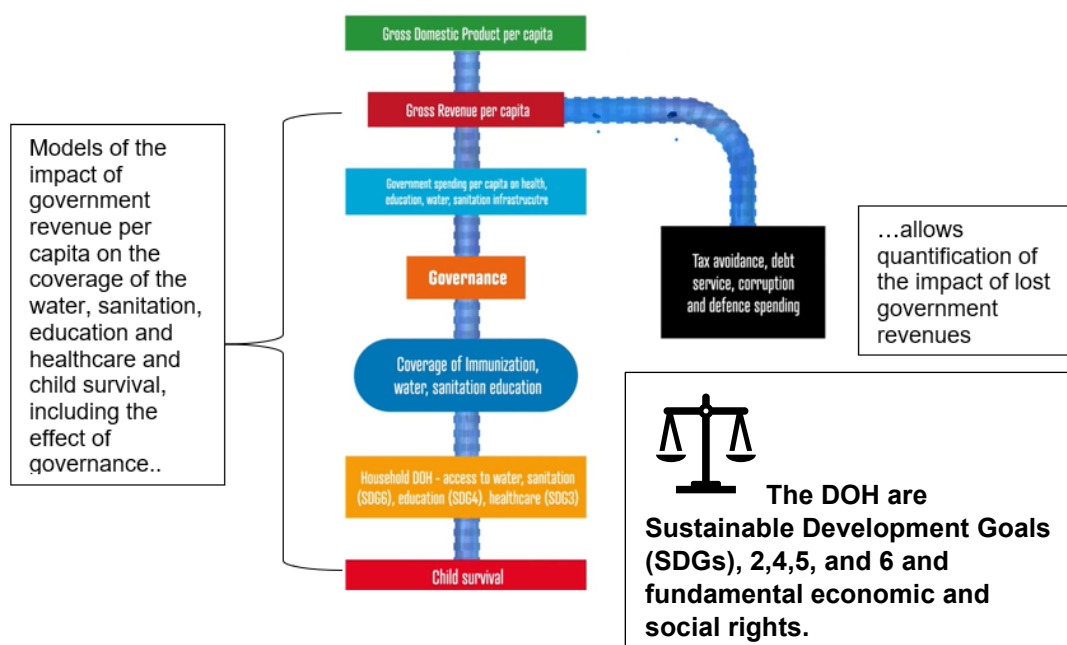 Gross Domestic Product per capita
Gross Revenue per capita
Models of the
impact of
government
revenue per
capita on the
coverage of the
water, sanitation,
education and
healthcare and
child survival,
including the
effect of
governance..
Government spending per capita on health,
education, water, sanitation infrastrucutre
Governance
Coverage of Immunization,
water, sanitation education
Household DOH - access to water, sanitation
(SDG6), education (SDG4), healthcare (SDG3)
Child survival
Tax avoidance, debt
service, corruption
and defence spending
...allows
quantification of
the impact of lost
government
revenues
The DOH are
Sustainable Development Goals
(SDGs), 2,4,5, and 6 and
fundamental economic and
social rights.